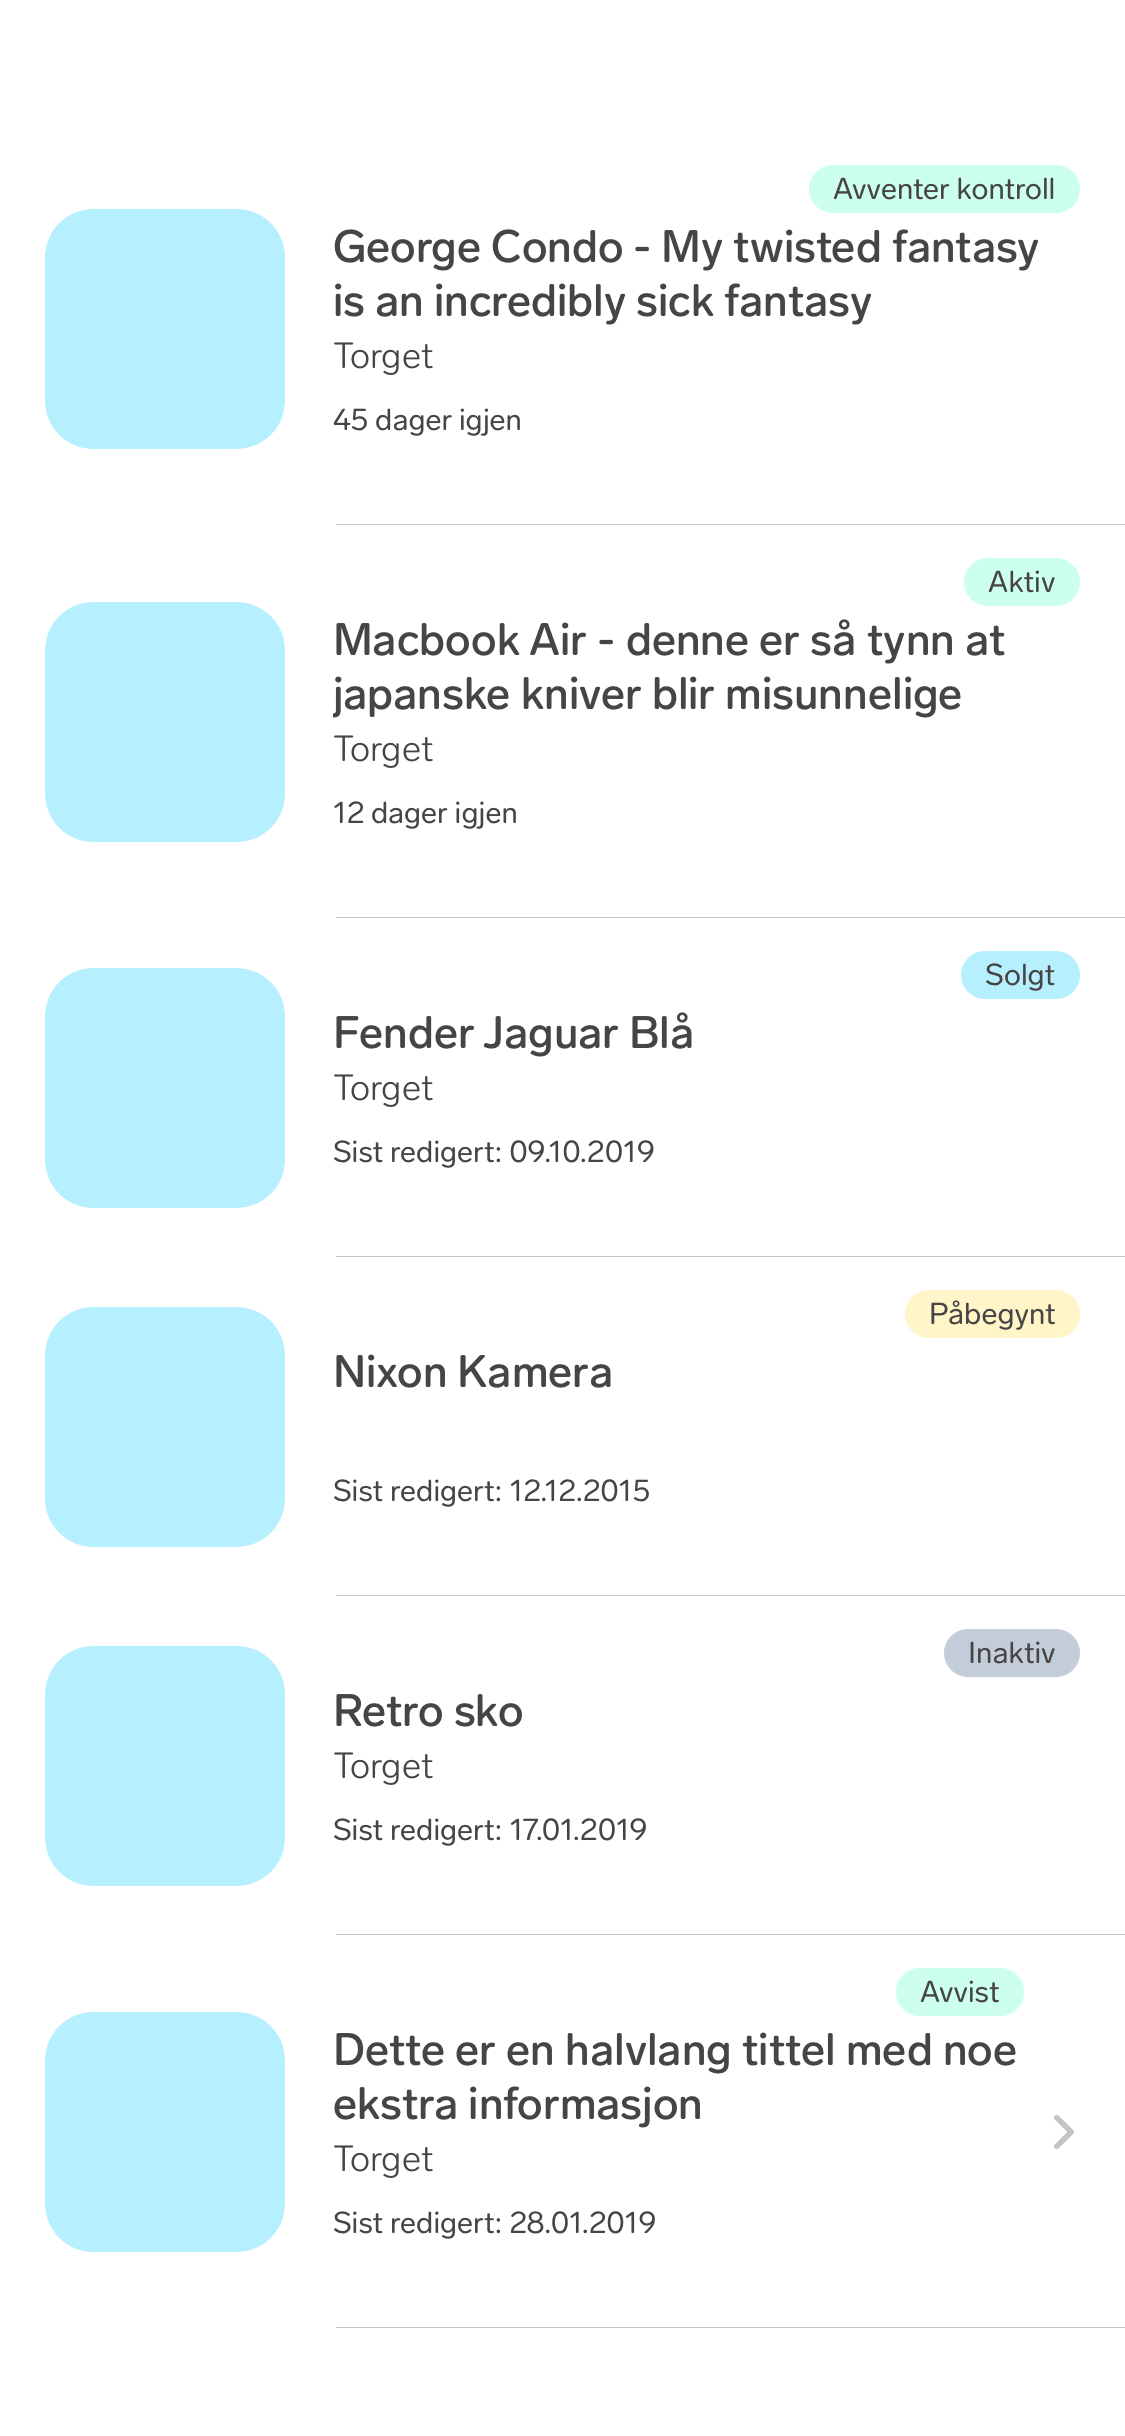 Avventer kontroll
George Condo - My twisted fantasy
is an incredibly sick fantasy
Torget
45 dager igjen
Aktiv
Macbook Air - denne er så tynn at
japanske kniver blir misunnelige
Torget
12 dager igjen
Solgt
Fender Jaguar Blå
Torget
Sist redigert: 09.10.2019
Påbegynt
Nixon Kamera
Sist redigert: 12.12.2015
Inaktiv
Retro sko
Torget
Sist redigert: 17.01.2019
Avvist
Dette er en halvlang tittel med noe
ekstra informasjon
Torget
Sist redigert: 28.01.2019